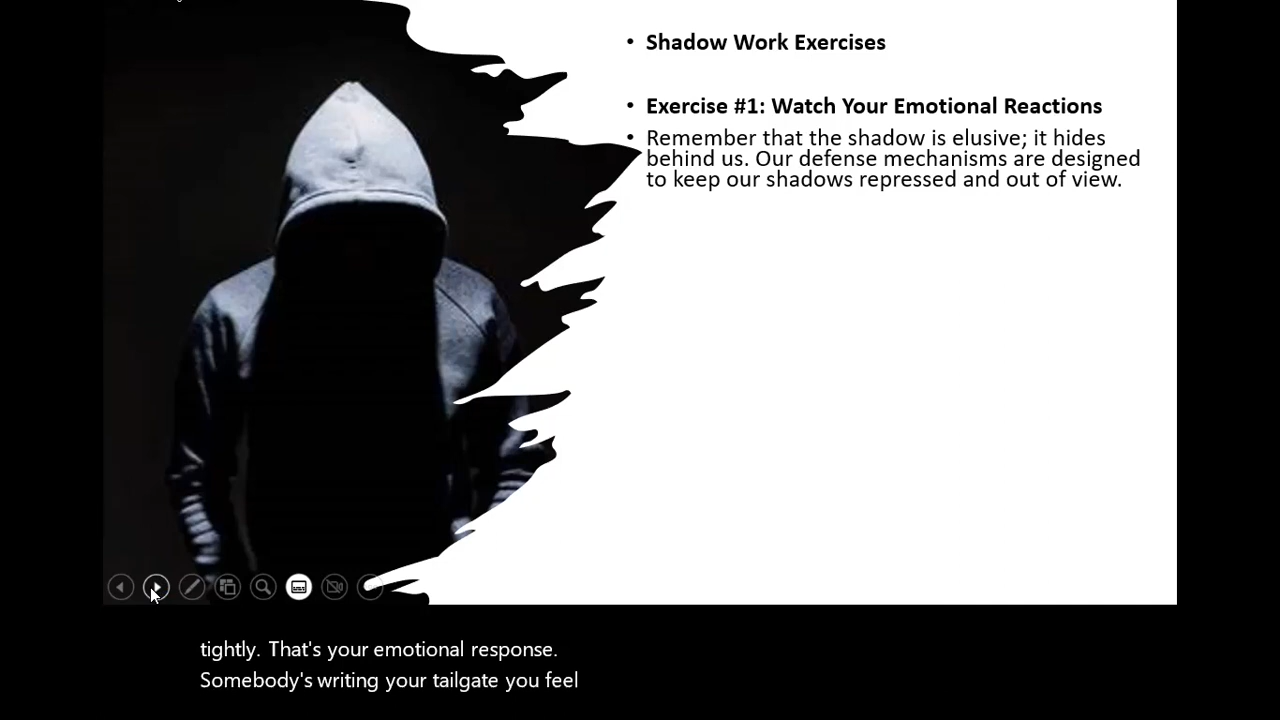 • Shadow Work Exercises
• Exercise #1: Watch Your Emotional Reactions
• Remember that the shadow is elusive; it hides
behind us. Our defense mechanisms are designed
to keep our shadows repressed and out of view.
tightly. That's your emotional response.
Somebody's writing your tailgate you feel